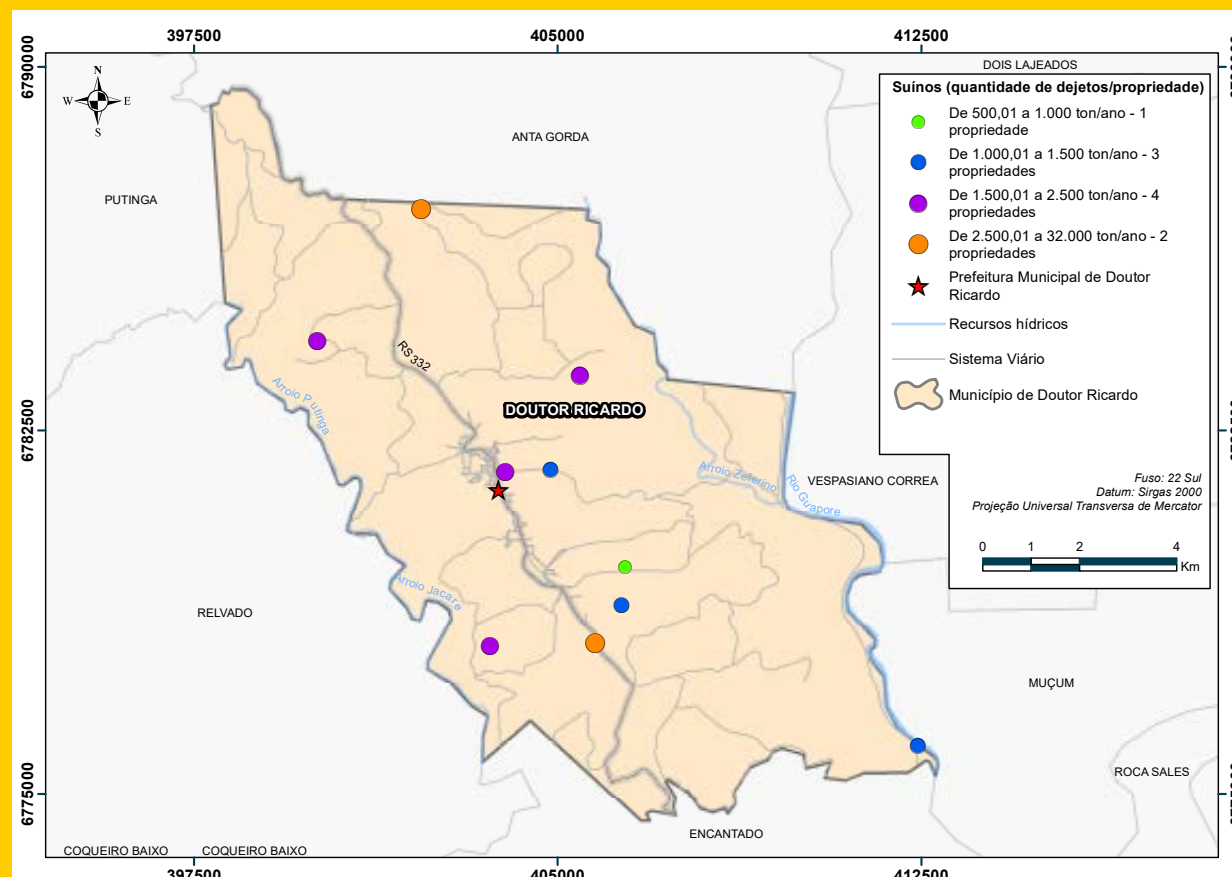 397500
405000
412500
6790000
DOIS LAJEADOS
N
W
E
S
Suínos (quantidade de dejetos/propriedade)
De 500,01 a 1.000 ton/ano - 1
propriedade
De 1.000,01 a 1.500 ton/ano - 3
propriedades
De 1.500,01 a 2.500 ton/ano - 4
propriedades
De 2.500,01 a 32.000 ton/ano - 2
propriedades
Prefeitura Municipal de Doutor
Ricardo
Recursos hídricos
Sistema Viário
Município de Doutor Ricardo
Fuso: 22 Sul
Datum: Sirgas 2000
Projeção Universal Transversa de Mercator
0 1 2 4
Km
ANTA GORDA
PUTINGA
RS 332
Arroio Putinga
DOUTOR RICARDO
6782500
Arroio Zeferino
Rio Guapore
VESPASIANO CORREA
Arroio Jacare
RELVADO
MUÇUM
ROCA SALES
6775000
ENCANTADO
COQUEIRO BAIXO
COQUEIRO BAIXO
397500
405000
412500